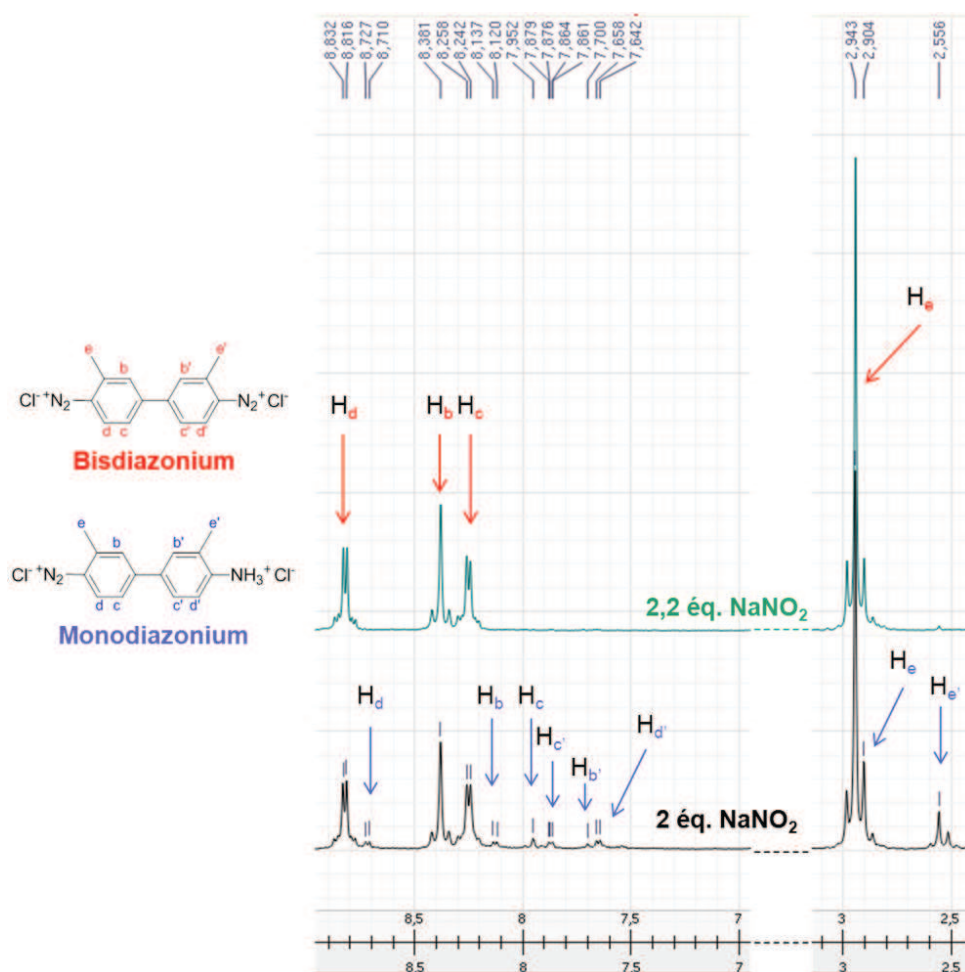 8,832
8,816
8,727
8,710
8,381
8,258
8,242
8,137
8,120
7,952
7,879
7,876
7,864
7,861
7,700
7,658
7,642
2,943
2,904
2,556
He
e b b' e'
Cl- +N2 N2+Cl-
d c c' d'
Bisdiazonium
Hd Hb Hc
e b b' e'
Cl- +N2 NH3+Cl-
d c c' d'
Monodiazonium
2,2 éq. NaNO2
Hd Hb Hc Hc' Hb' Hd' He He'
2 éq. NaNO2
8,5 8 7,5 7 3 2,5
8,5 8 7,5 7 3 2,5